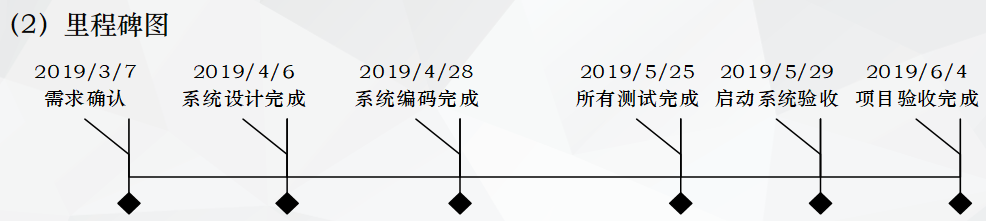 (2) 里程碑图
2019/3/7 2019/4/6 2019/4/28 2019/5/25 2019/5/29 2019/6/4
需求确认 系统设计完成 系统编码完成 所有测试完成 启动系统验收 项目验收完成